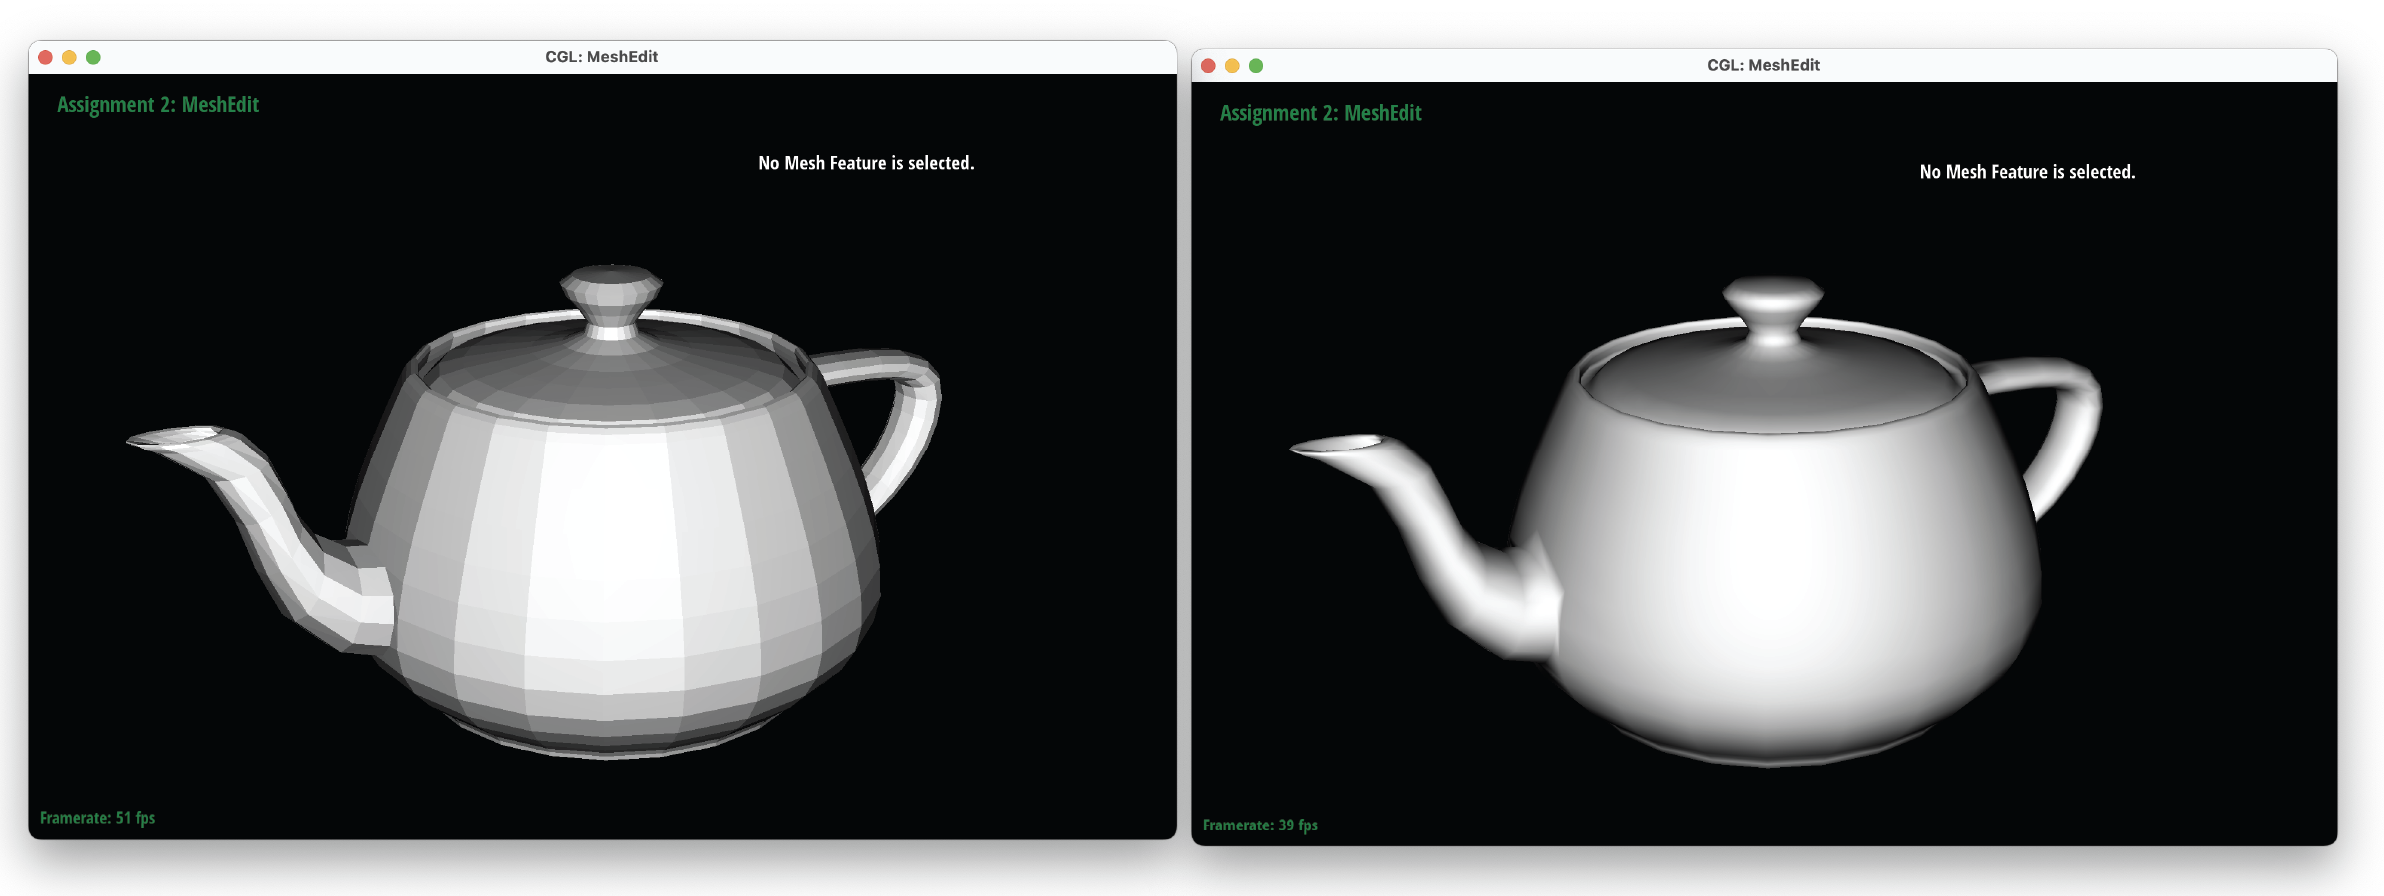 CGL: MeshEdit
Assignment 2: MeshEdit
No Mesh Feature is selected.
Framerate: 51 fps
CGL: MeshEdit
Assignment 2: MeshEdit
No Mesh Feature is selected.
Framerate: 39 fps